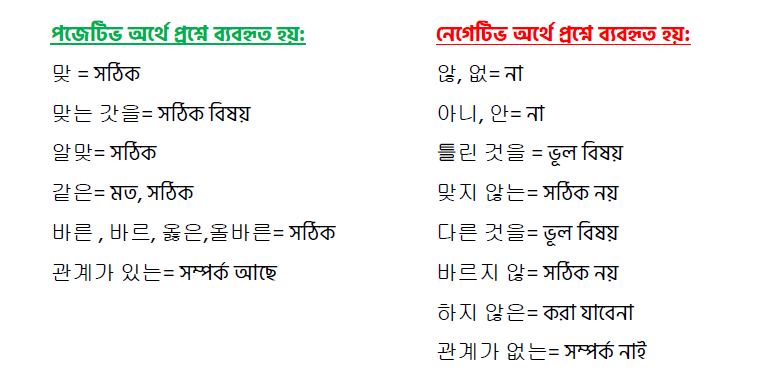 পজেটিভ অর্থে প্রশ্নে ব্যবহৃত হয়:
맞 = সঠিক
맞는 갓을= সঠিক বিষয়
알맞= সঠিক
같은= মত, সঠিক
바른 , 바르, 옳은,올바른= সঠিক
관계가 있는= সম্পর্ক আছে
নেগেটিভ অর্থে প্রশ্নে ব্যবহৃত হয়:
않, 없= না
아니, 안= না
틀린 것을 = ভূল বিষয়
맞지 않는= সঠিক নয়
다른 것을= ভূল বিষয়
바르지 않= সঠিক নয়
하지 않은= করা যাবেনা
관계가 없는= সম্পর্ক নাই